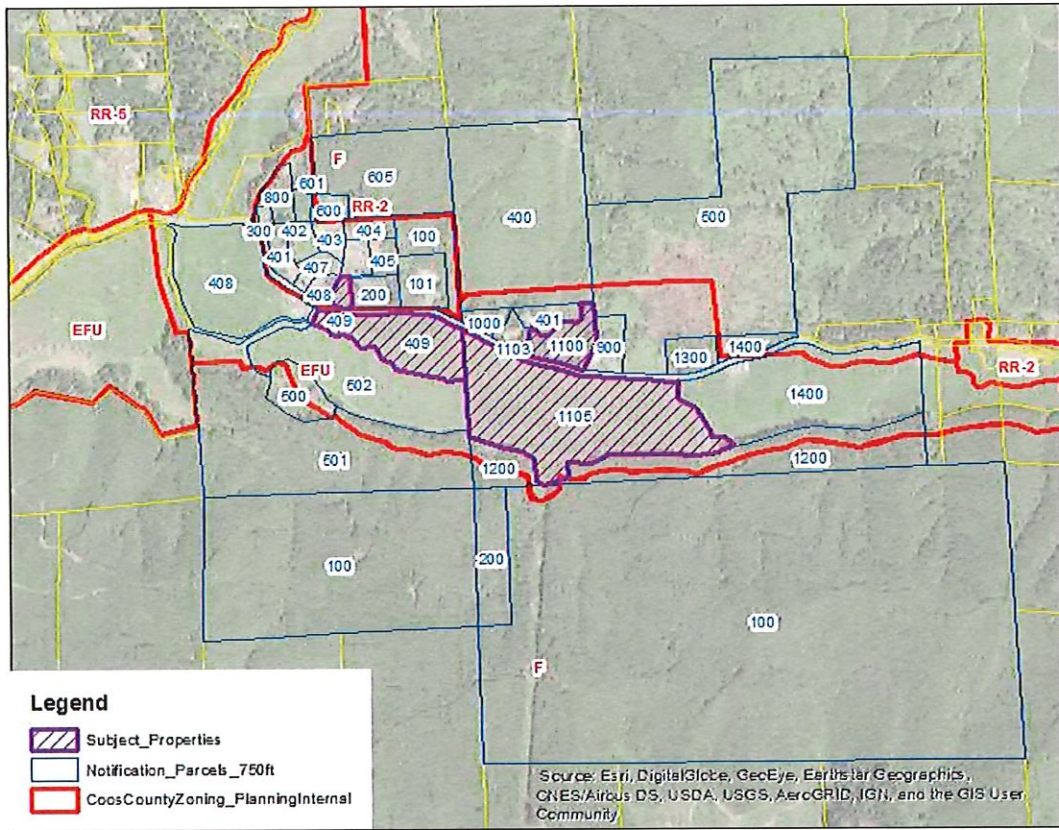 RR-5
F
601
605
800
600
RR-2
400
500
300
402
403
404
100
401
407
405
408
408
200
101
409
409
1000
401
1103
1100
900
1300
1400
EFU
EFU
502
500
1105
1400
RR-2
501
1200
1200
100
200
100
F
Legend
Subject_Properties
Notification_Parcels_750ft
CoosCountyZoning_PlanningInternal
Source: Esri, DigitalGlobe, GeoEye, Earthstar Geographics,
CNES/Airbus DS, USDA, USGS, AeroGRID, IGN, and the GIS User
Community